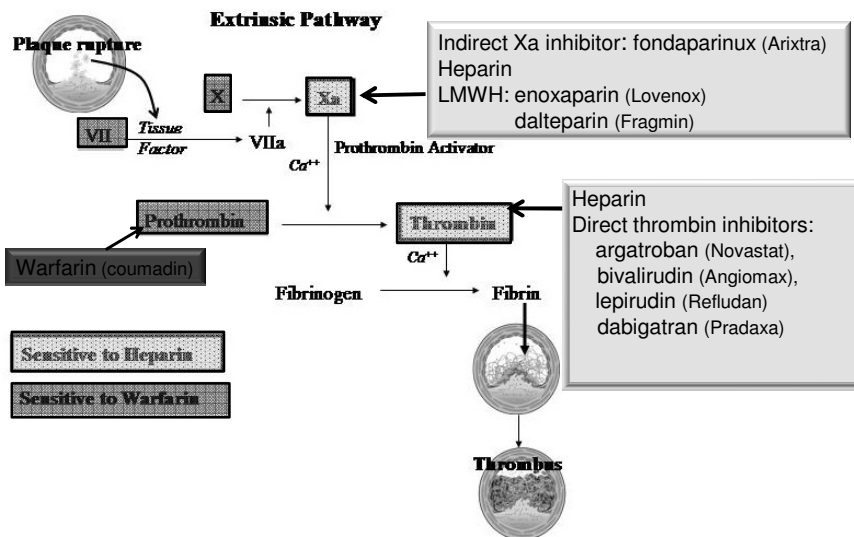 Extrinsic Pathway
Plaque rupture
Indirect Xa inhibitor: fondaparinux (Arixtra)
Heparin
LMWH: enoxaparin (Lovenox)
dalteparin (Fragmin)
X
Xa
VII
Tissue
Factor
VIIa
Prothrombin Activator
Ca++
Heparin
Direct thrombin inhibitors:
argatroban (Novastat),
bivalirudin (Angiomax),
lepirudin (Refludan)
dabigatran (Pradaxa)
Prothrombin
Thrombin
Warfarin (coumadin)
Ca++
Fibrinogen
Fibrin
Sensitive to Heparin
Sensitive to Warfarin
Thrombus